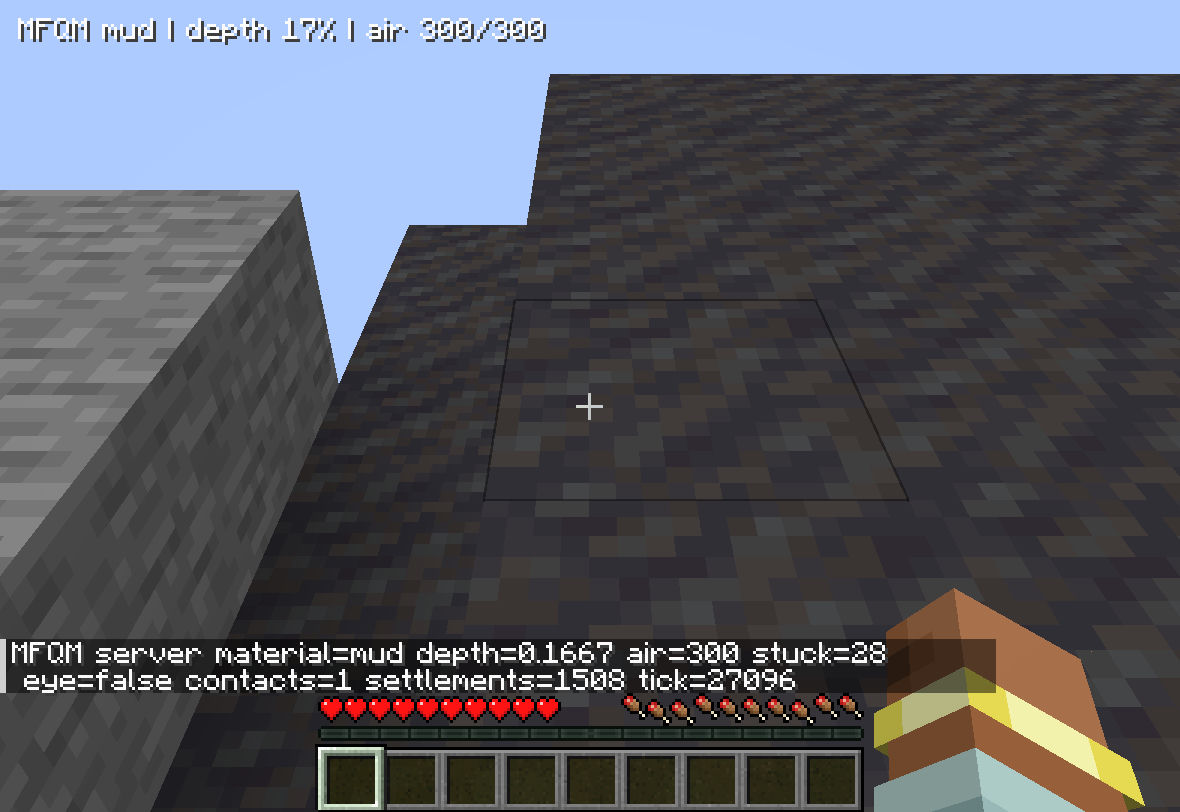 MFQM mud | depth 17% | air 300/300
MFQM server material=mud depth=0.1667 air=300 stuck=28
eye=false contacts=1 settlements=1508 tick=27096